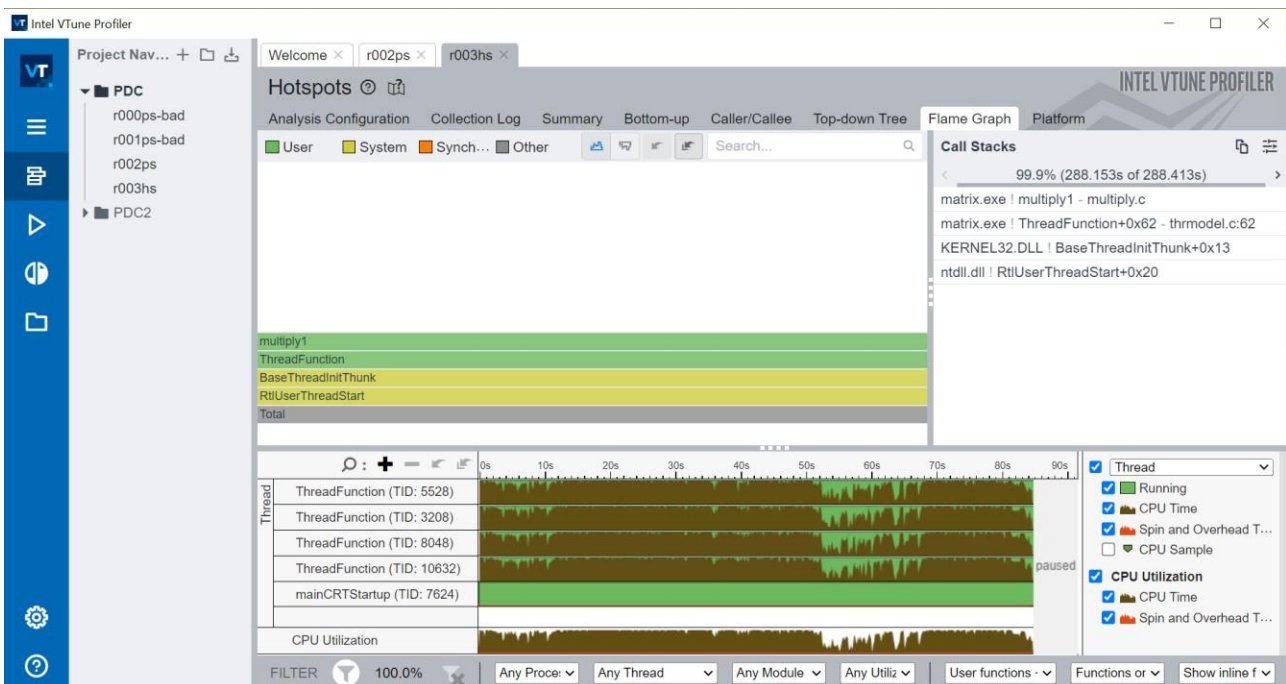 VT Intel VTune Profiler
VT
Project Nav...
PDC
r000ps-bad
r001ps-bad
r002ps
r003hs
PDC2
Welcome × r002ps × r003hs ×
Hotspots
INTEL VTUNE PROFILER
Analysis Configuration Collection Log Summary Bottom-up Caller/Callee Top-down Tree Flame Graph Platform
User System Synch... Other Search...
multiply1
ThreadFunction
BaseThreadInitThunk
RtlUserThreadStart
Total
Call Stacks
99.9% (288.153s of 288.413s)
matrix.exe ! multiply1 - multiply.c
matrix.exe ! ThreadFunction+0x62 - thrmodel.c:62
KERNEL32.DLL ! BaseThreadInitThunk+0x13
ntdll.dll ! RtlUserThreadStart+0x20
0s 10s 20s 30s 40s 50s 60s 70s 80s 90s
Thread
ThreadFunction (TID: 5528)
ThreadFunction (TID: 3208)
ThreadFunction (TID: 8048)
ThreadFunction (TID: 10632)
mainCRTStartup (TID: 7624)
paused
CPU Utilization
Thread
Running
CPU Time
Spin and Overhead T...
CPU Sample
CPU Utilization
CPU Time
Spin and Overhead T...
FILTER 100.0% Any Proce: Any Thread Any Module Any Utiliz User functions Functions or Show inline f